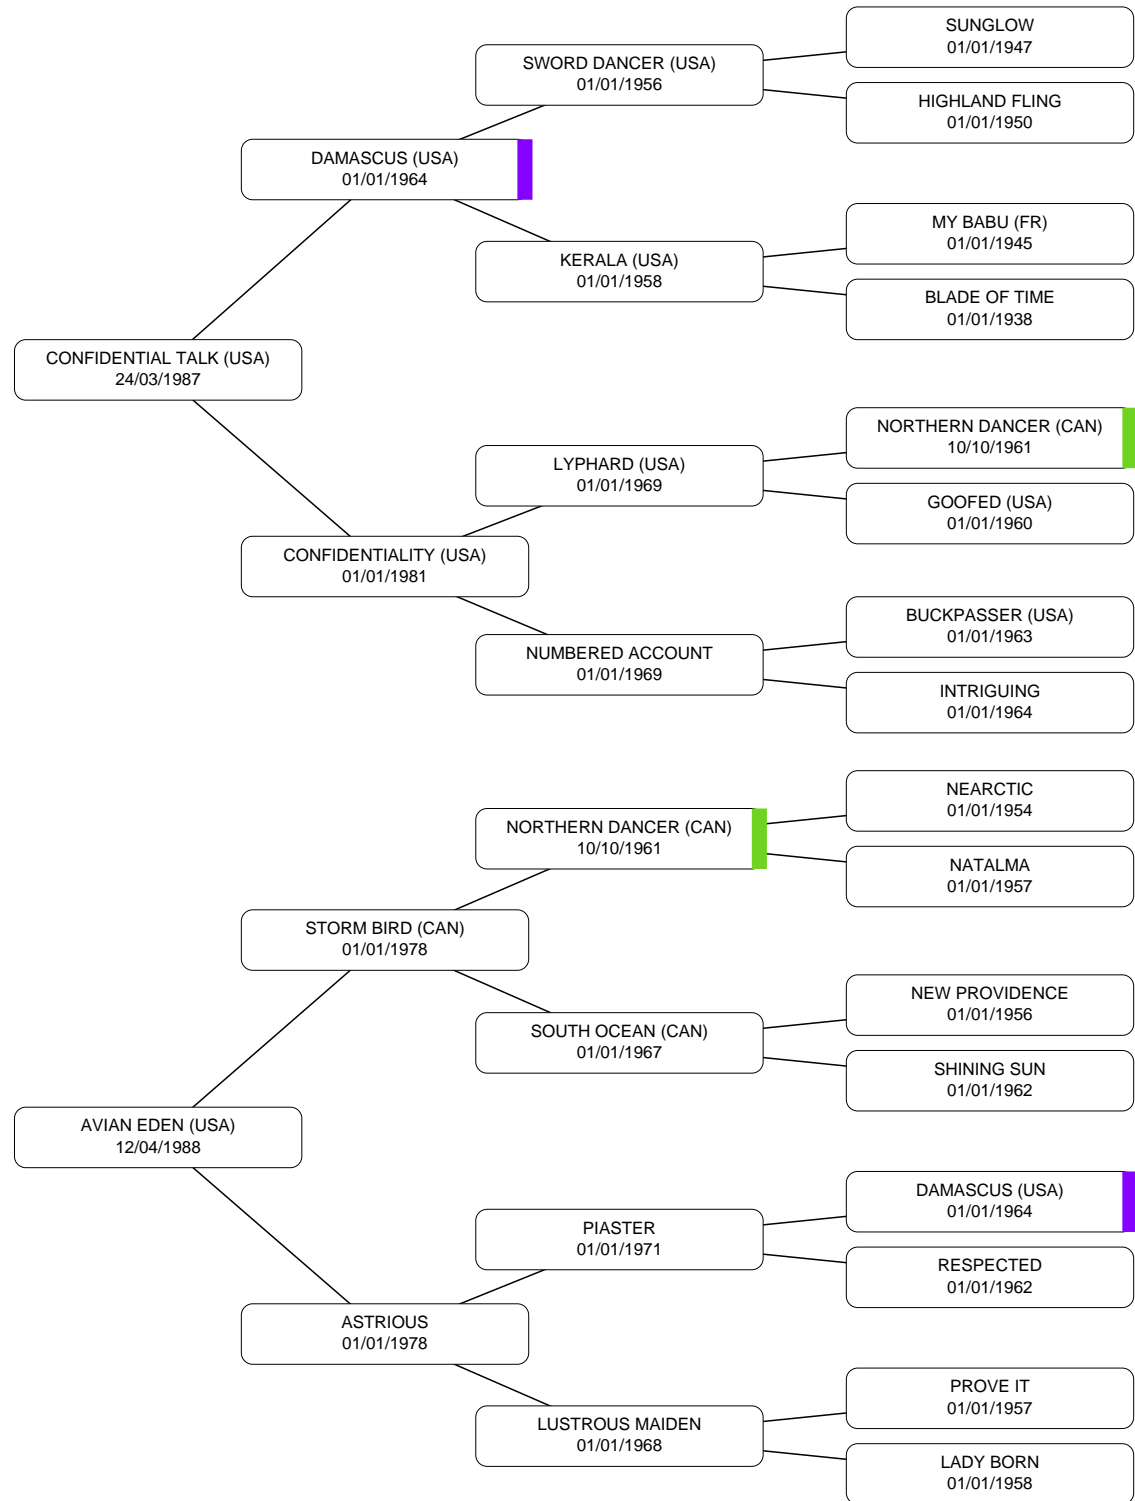 SUNGLOW
01/01/1947
SWORD DANCER (USA)
01/01/1956
HIGHLAND FLING
01/01/1950
DAMASCUS (USA)
01/01/1964
MY BABU (FR)
01/01/1945
KERALA (USA)
01/01/1958
BLADE OF TIME
01/01/1938
CONFIDENTIAL TALK (USA)
24/03/1987
NORTHERN DANCER (CAN)
10/10/1961
LYPHARD (USA)
01/01/1969
GOOFED (USA)
01/01/1960
CONFIDENTIALITY (USA)
01/01/1981
BUCKPASSER (USA)
01/01/1963
NUMBERED ACCOUNT
01/01/1969
INTRIGUING
01/01/1964
NEARCTIC
01/01/1954
NORTHERN DANCER (CAN)
10/10/1961
NATALMA
01/01/1957
STORM BIRD (CAN)
01/01/1978
NEW PROVIDENCE
01/01/1956
SOUTH OCEAN (CAN)
01/01/1967
SHINING SUN
01/01/1962
AVIAN EDEN (USA)
12/04/1988
DAMASCUS (USA)
01/01/1964
PIASTER
01/01/1971
RESPECTED
01/01/1962
ASTRIOUS
01/01/1978
PROVE IT
01/01/1957
LUSTROUS MAIDEN
01/01/1968
LADY BORN
01/01/1958